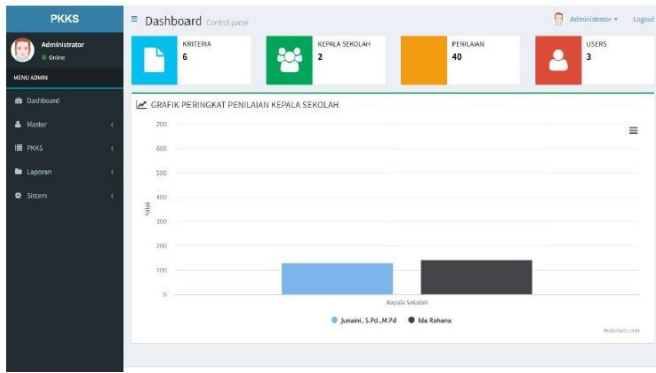 PKKS
Dashboard Control panel
Administrator
Logout
Administrator
Online
MENU ADMIN
Dashboard
Master
PKKS
Laporan
Sistem
KRITERIA
6
KEPALA SEKOLAH
2
PENILAIAN
40
USERS
3
GRAFIK PERINGKAT PENILAIAN KEPALA SEKOLAH
700
600
500
400
300
200
100
0
Nilai
Kepala Sekolah
Junaini, S.Pd.,M.Pd
Ida Rohana
Highcharts.com